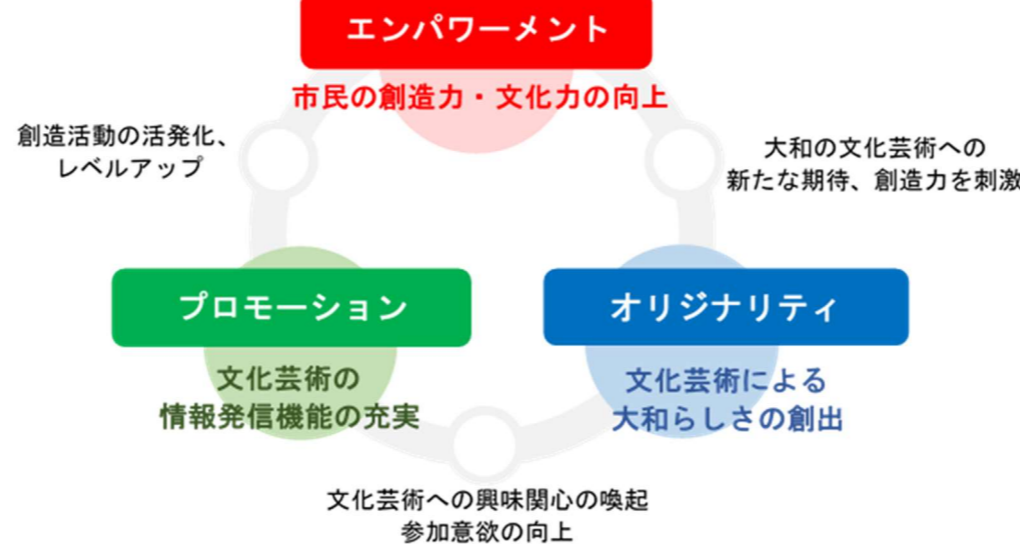 エンパワーメント
市民の創造力・文化力の向上
創造活動の活発化、
レベルアップ
大和の文化芸術への
新たな期待、創造力を刺激
プロモーション
文化芸術の
情報発信機能の充実
オリジナリティ
文化芸術による
大和らしさの創出
文化芸術への興味関心の喚起
参加意欲の向上